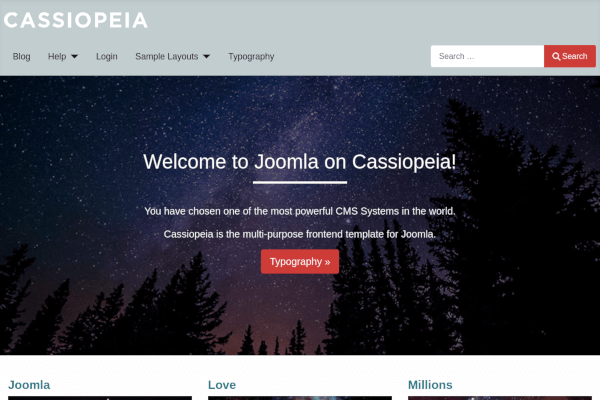 CASSIOPEIA
Blog Help Login Sample Layouts Typography Search … Search
Welcome to Joomla on Cassiopeia!
You have chosen one of the most powerful CMS Systems in the world.
Cassiopeia is the multi-purpose frontend template for Joomla.
Typography »
Joomla Love Millions